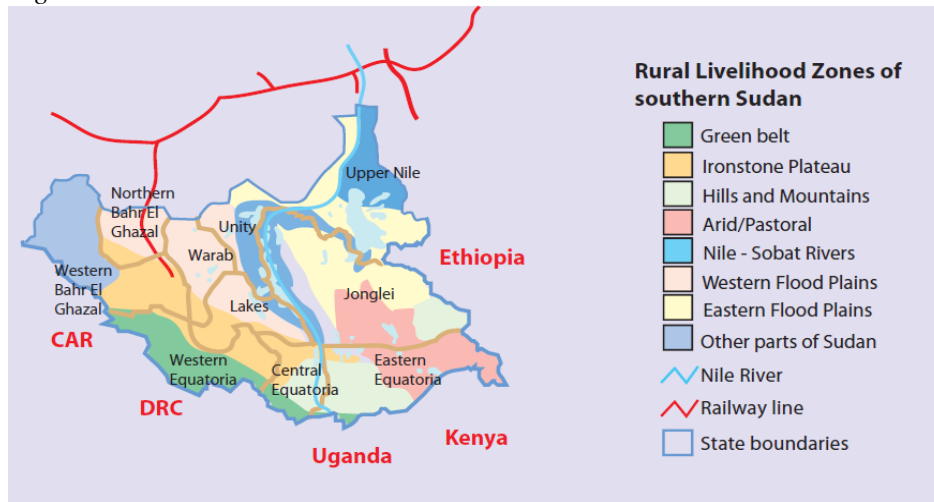 Rural Livelihood Zones of
southern Sudan
Green belt
Ironstone Plateau
Hills and Mountains
Arid/Pastoral
Nile - Sobat Rivers
Western Flood Plains
Eastern Flood Plains
Other parts of Sudan
Nile River
Railway line
State boundaries
Upper Nile
Northern
Bahr El
Ghazal
Unity
Warab
Ethiopia
Western
Bahr El
Ghazal
Lakes
Jonglei
CAR
Western
Equatoria
Central
Equatoria
Eastern
Equatoria
DRC
Kenya
Uganda